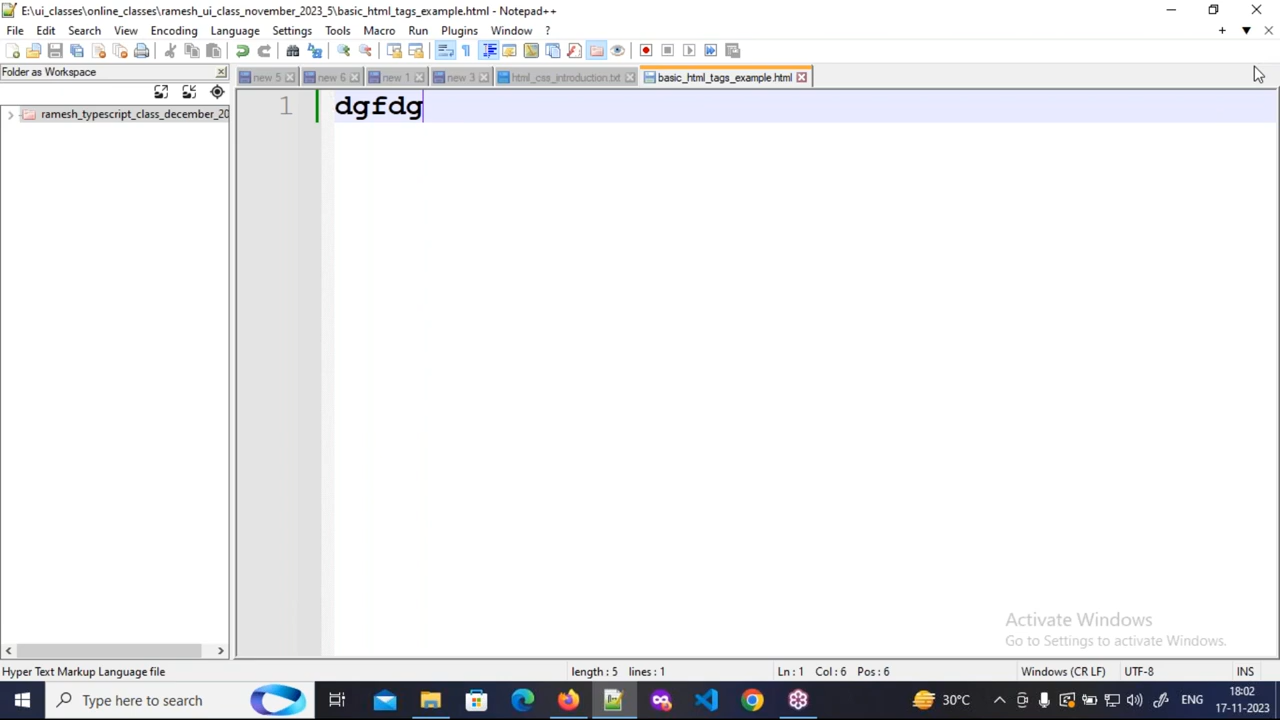 E:\ui_classes\online_classes\ramesh_ui_class_november_2023_5\basic_html_tags_example.html - Notepad++
File Edit Search View Encoding Language Settings Tools Macro Run Plugins Window ?
Folder as Workspace
new 5 new 6 new 1 new 3 html_css_introduction.txt basic_html_tags_example.html
ramesh_typescript_class_december_20
1 dgfdg
Activate Windows
Go to Settings to activate Windows.
Hyper Text Markup Language file length : 5 lines : 1 Ln : 1 Col : 6 Pos : 6 Windows (CR LF) UTF-8 INS
Type here to search 30°C ENG 18:02
17-11-2023